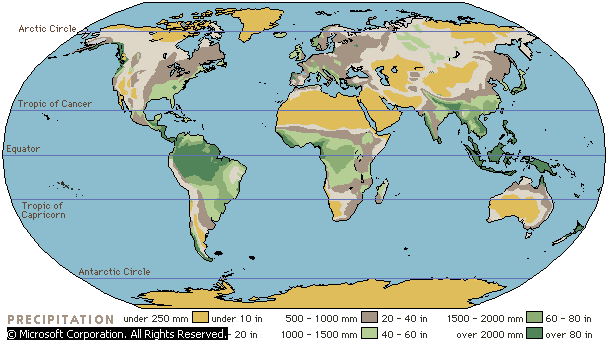 Arctic Circle
Tropic of Cancer
Equator
Tropic of
Capricorn
Antarctic Circle
PRECIPITATION under 250 mm under 10 in 500 - 1000 mm 20 - 40 in 1500 - 2000 mm 60 - 80 in
© Microsoft Corporation. All Rights Reserved. - 20 in 1000 - 1500 mm 40 - 60 in over 2000 mm over 80 in